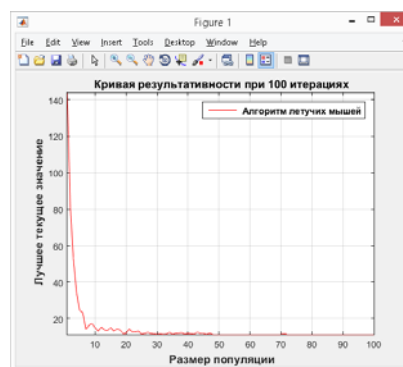 Figure 1
File Edit View Insert Tools Desktop Window Help
Кривая результативности при 100 итерациях
Алгоритм летучих мышей
Лучшее текущее значение
140
120
100
80
60
40
20
10 20 30 40 50 60 70 80 90 100
Размер популяции